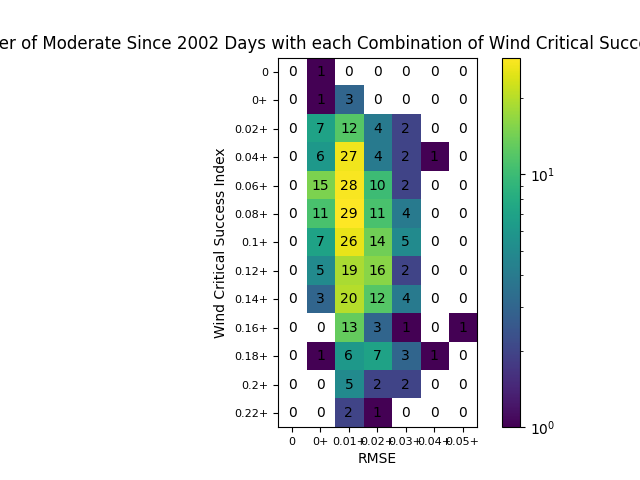 er of Moderate Since 2002 Days with each Combination of Wind Critical Succe
0 0 1 0 0 0 0 0
0+ 0 1 3 0 0 0 0
0.02+ 0 7 12 4 2 0 0
0.04+ 0 6 27 4 2 1 0
0.06+ 0 15 28 10 2 0 0
0.08+ 0 11 29 11 4 0 0
0.1+ 0 7 26 14 5 0 0
0.12+ 0 5 19 16 2 0 0
0.14+ 0 3 20 12 4 0 0
0.16+ 0 0 13 3 1 0 1
0.18+ 0 1 6 7 3 1 0
0.2+ 0 0 5 2 2 0 0
0.22+ 0 0 2 1 0 0 0
0 0+ 0.01+ 0.02+ 0.03+ 0.04+ 0.05+
RMSE
Wind Critical Success Index
10¹
10⁰